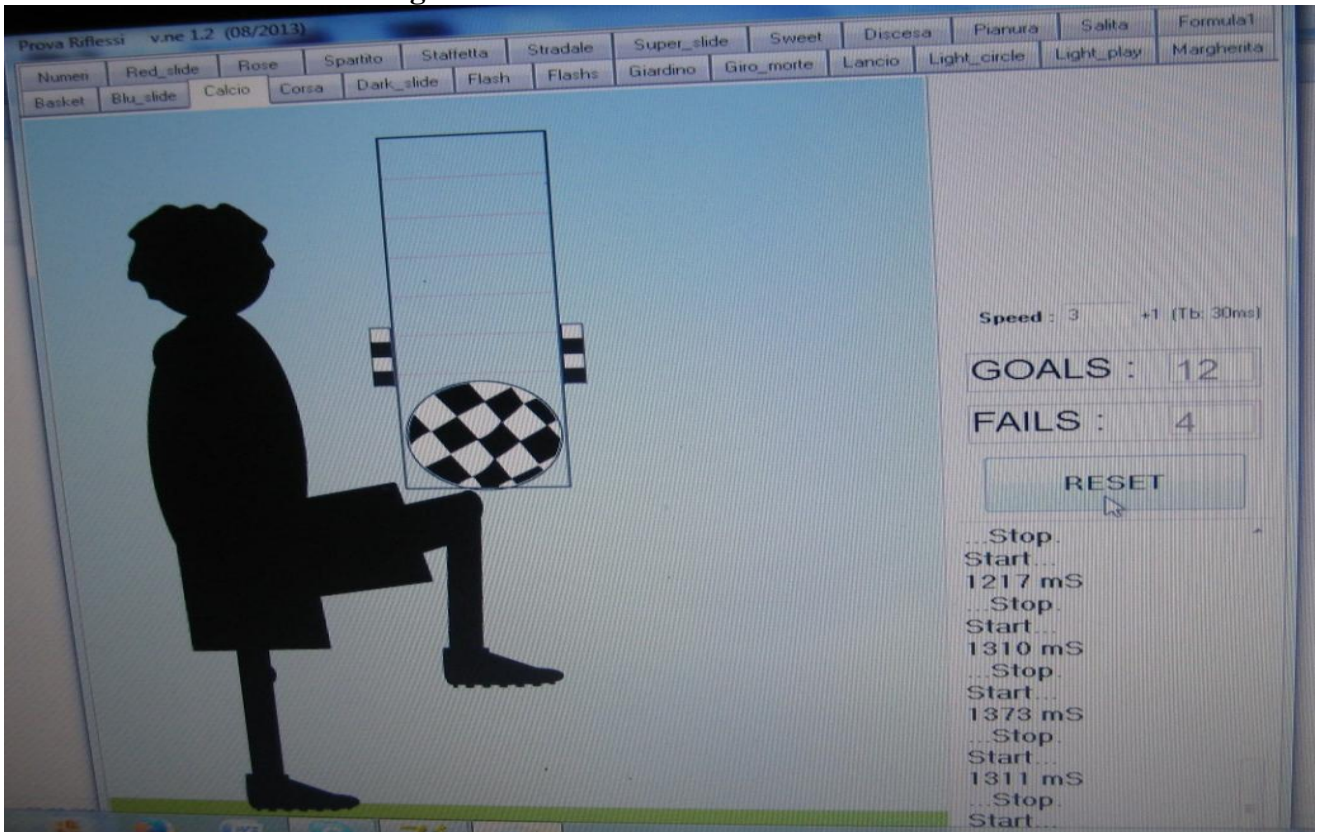 Prova Riflessi v.ne 1.2 (08/2013)
Numeri Red_slide Rose Spartito Staffetta Stradale Super_slide Sweet Discesa Pianura Salita Formula1
Basket Blu_slide Calcio Corsa Dark_slide Flash Flashs Giardino Giro_morte Lancio Light_circle Light_play Margherita
Speed : 3 +1 (Tb: 30ms)
GOALS : 12
FAILS : 4
RESET
...Stop.
Start...
1217 mS
...Stop.
Start...
1310 mS
...Stop.
Start...
1373 mS
...Stop.
Start...
1311 mS
...Stop.
Start...